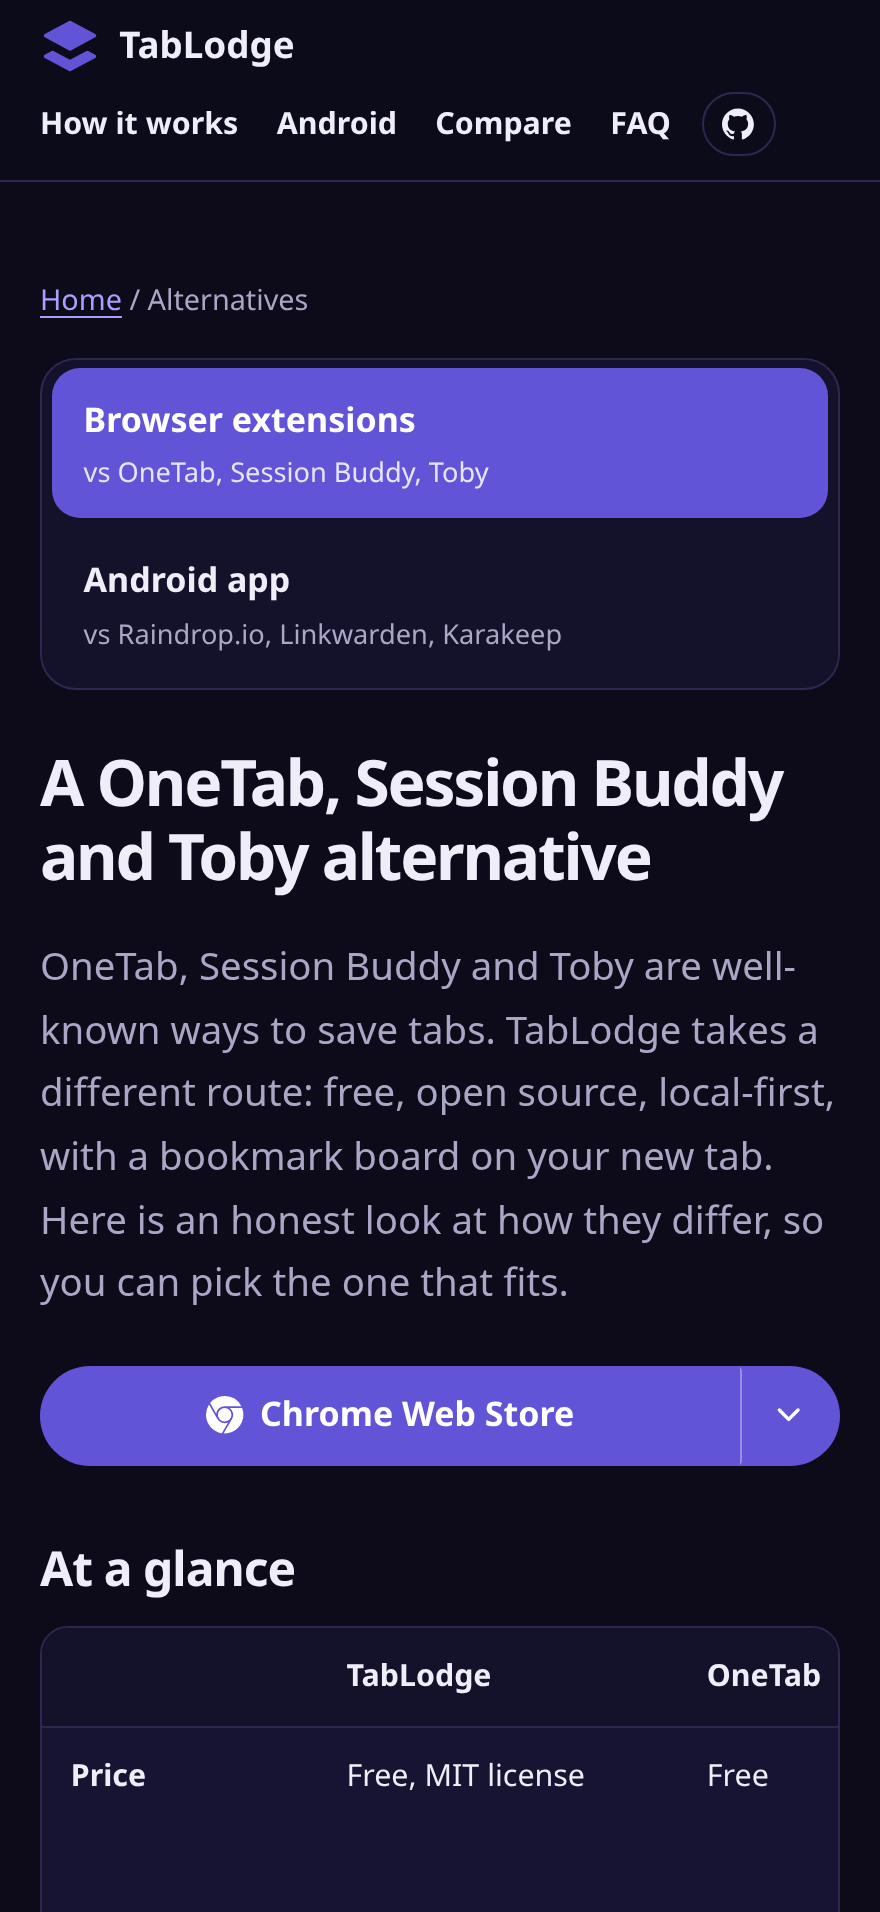 TabLodge
How it works Android Compare FAQ
Home / Alternatives
Browser extensions
vs OneTab, Session Buddy, Toby
Android app
vs Raindrop.io, Linkwarden, Karakeep
A OneTab, Session Buddy
and Toby alternative
OneTab, Session Buddy and Toby are well-
known ways to save tabs. TabLodge takes a
different route: free, open source, local-first,
with a bookmark board on your new tab.
Here is an honest look at how they differ, so
you can pick the one that fits.
Chrome Web Store
At a glance
TabLodge OneTab
Price Free, MIT license Free